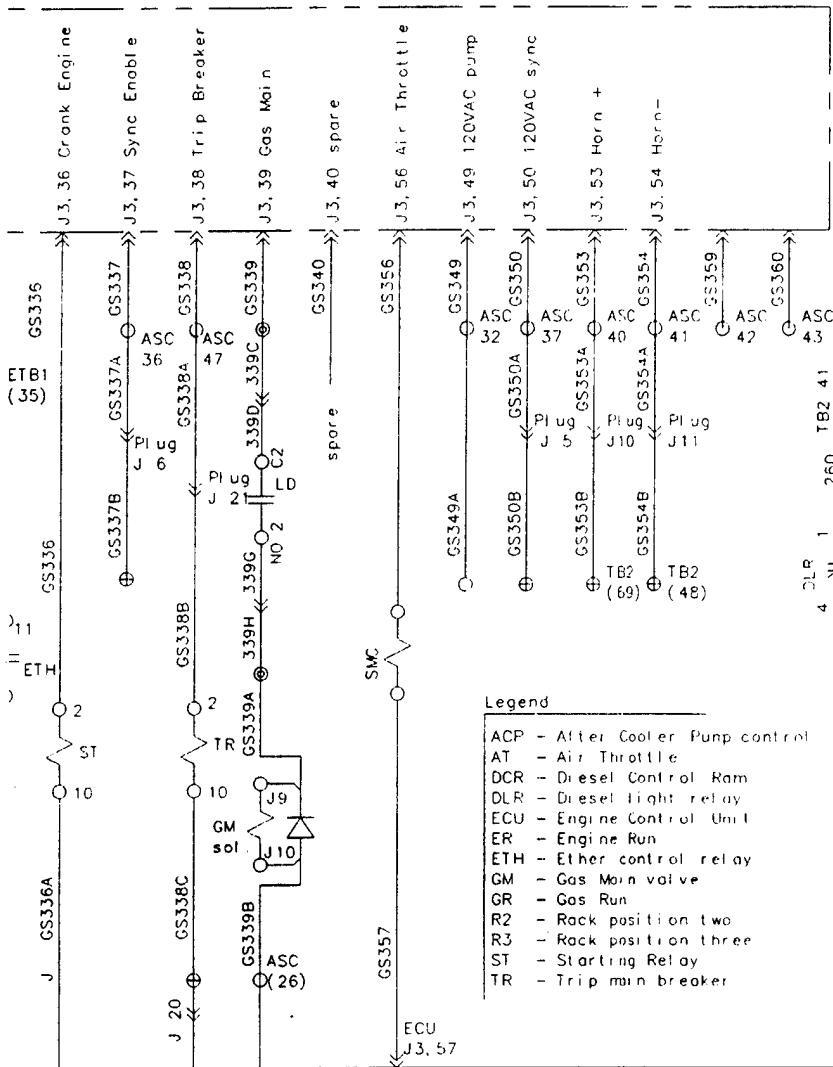 J3,36 Crank Engine
J3,37 Sync Enable
J3,38 Trip Breaker
J3,39 Gas Main
J3,40 spare
J3,56 Air Throttle
J3,49 120VAC pump
J3,50 120VAC sync
J3,53 Horn +
J3,54 Horn-
GS336
GS337
GS338
GS339
GS340
GS356
GS349
GS350
GS353
GS354
GS359
GS360
ASC
36
ASC
47
ASC
32
ASC
37
ASC
40
ASC
41
ASC
42
ASC
43
ETB1
(35)
GS337A
GS338A
339C
GS350A
GS353A
GS354A
TB2 41
339D
spare
Plug
J 6
Plug
J 21
C2
LD
Plug
J 5
Plug
J10
Plug
J11
260
GS336
GS337B
NO
2
339G
GS349A
GS350B
GS353B
GS354B
TB2
(69)
TB2
(48)
1
DLR
4
11
ETH
GS338B
339H
GS339A
SMC
2
ST
10
2
TR
10
J9
GM
sol
J10
GS336A
J
GS338C
GS339B
ASC
(26)
J 20
GS357
ECU
J3,57
Legend
ACP - After Cooler Pump control
AT - Air Throttle
DCR - Diesel Control Ram
DLR - Diesel light relay
ECU - Engine Control Unit
ER - Engine Run
ETH - Ether control relay
GM - Gas Main valve
GR - Gas Run
R2 - Rack position two
R3 - Rack position three
ST - Starting Relay
TR - Trip main breaker